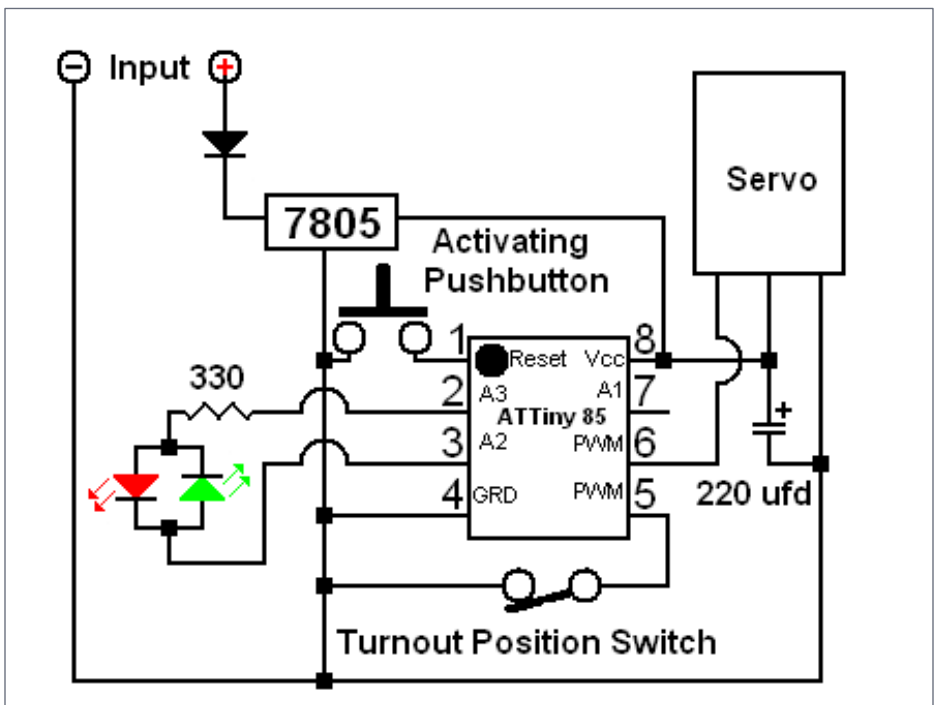 − Input +
Servo
7805
Activating
Pushbutton
1
Reset
Vcc
8
330
2
A3
A1
7
ATTiny 85
3
A2
PWM
6
4
GRD
PWM
5
+
220 ufd
Turnout Position Switch